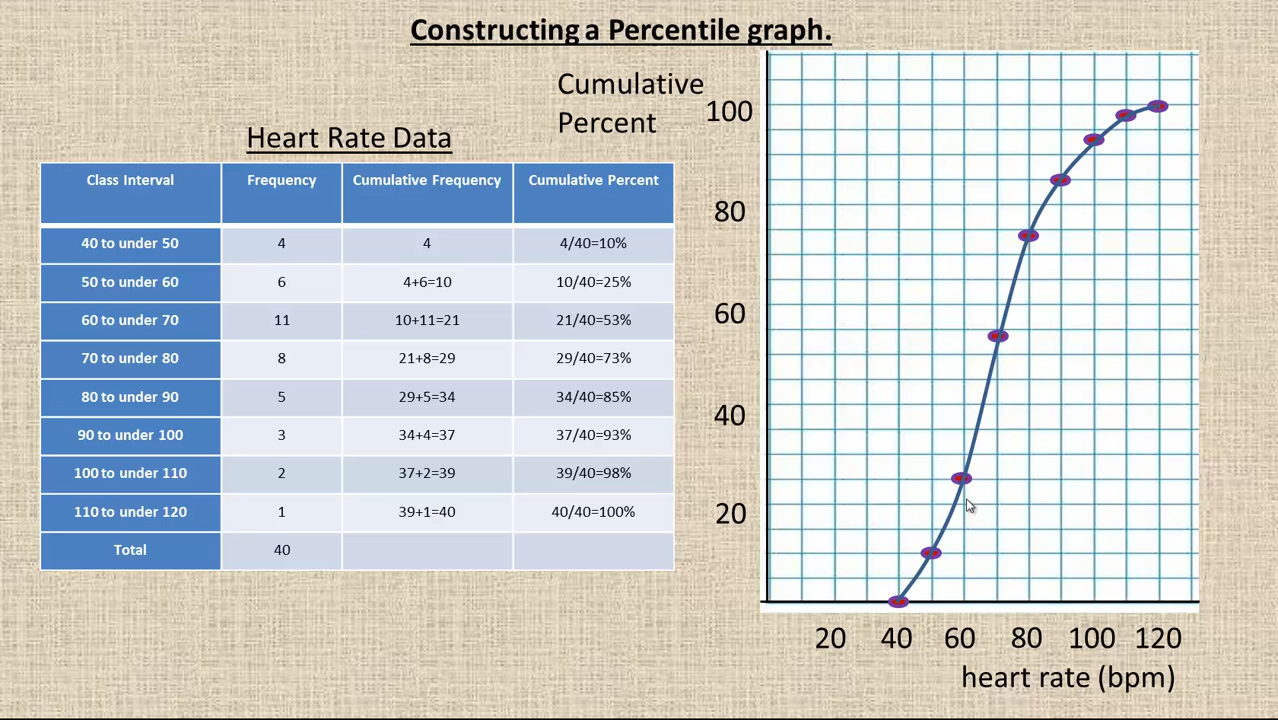 Constructing a Percentile graph.
Cumulative
Percent
Heart Rate Data
Class Interval Frequency Cumulative Frequency Cumulative Percent
40 to under 50 4 4 4/40=10%
50 to under 60 6 4+6=10 10/40=25%
60 to under 70 11 10+11=21 21/40=53%
70 to under 80 8 21+8=29 29/40=73%
80 to under 90 5 29+5=34 34/40=85%
90 to under 100 3 34+4=37 37/40=93%
100 to under 110 2 37+2=39 39/40=98%
110 to under 120 1 39+1=40 40/40=100%
Total 40
100
80
60
40
20
20 40 60 80 100 120
heart rate (bpm)